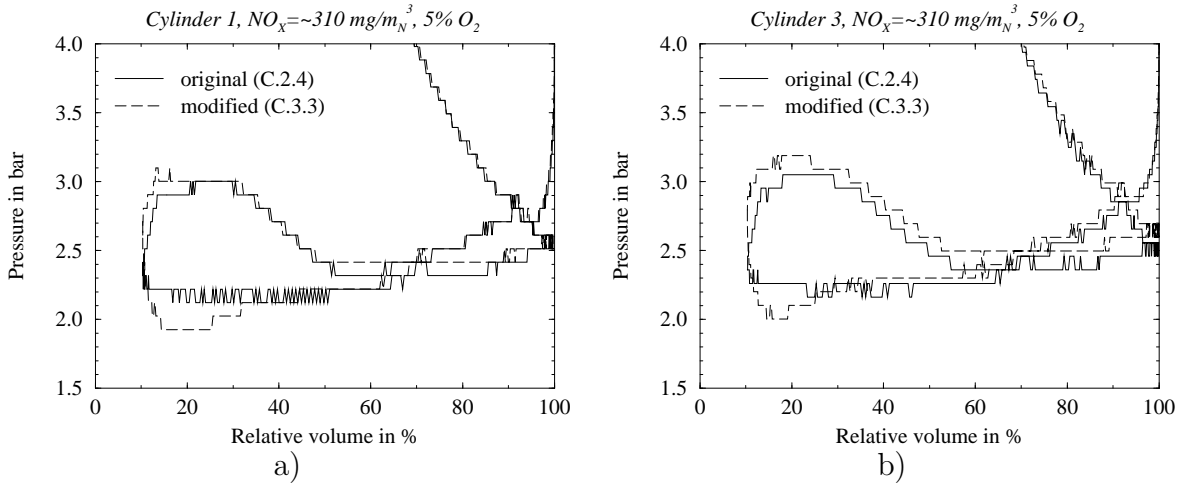 Cylinder 1, NOX=~310 mg/mN3, 5% O2
4.0
3.5
3.0
2.5
2.0
1.5
Pressure in bar
original (C.2.4)
modified (C.3.3)
0 20 40 60 80 100
Relative volume in %
a)
Cylinder 3, NOX=~310 mg/mN3, 5% O2
4.0
3.5
3.0
2.5
2.0
1.5
Pressure in bar
original (C.2.4)
modified (C.3.3)
0 20 40 60 80 100
Relative volume in %
b)